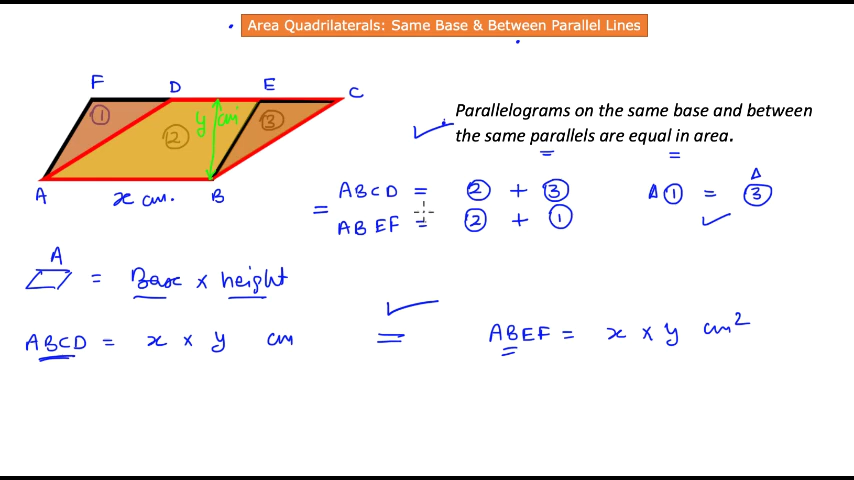 Area Quadrilaterals: Same Base & Between Parallel Lines
F D E C
1 2 y cm 3
A x cm. B
Parallelograms on the same base and between
the same parallels are equal in area.
= ABCD = 2 + 3
ABEF = 2 + 1
Δ 1 = Δ 3
A
= Base × height
ABCD = x × y cm
=
ABEF = x × y cm²